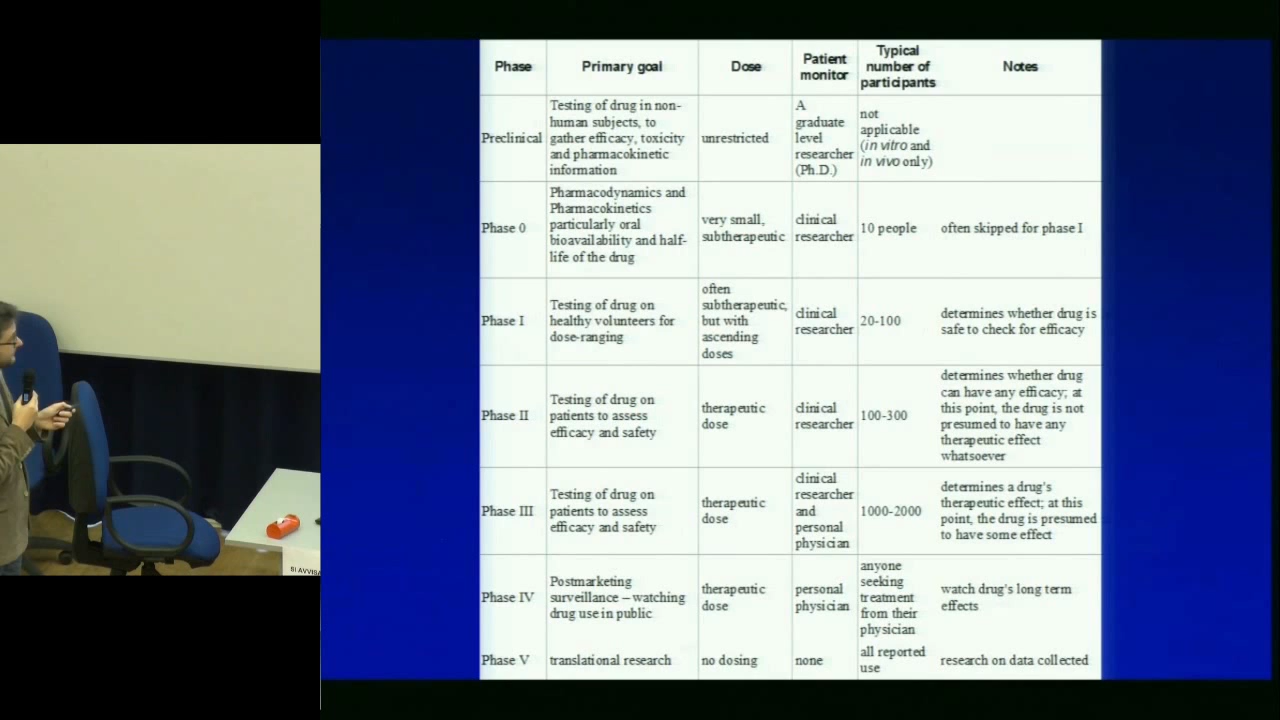 Phase
Primary goal
Dose
Patient
monitor
Typical
number of
participants
Notes
Preclinical
Testing of drug in non-
human subjects, to
gather efficacy, toxicity
and pharmacokinetic
information
unrestricted
A
graduate
level
researcher
(Ph.D.)
not
applicable
(in vitro and
in vivo only)
Phase 0
Pharmacodynamics and
Pharmacokinetics
particularly oral
bioavailability and half-
life of the drug
very small,
subtherapeutic
clinical
researcher
10 people
often skipped for phase I
Phase I
Testing of drug on
healthy volunteers for
dose-ranging
often
subtherapeutic,
but with
ascending
doses
clinical
researcher
20-100
determines whether drug is
safe to check for efficacy
Phase II
Testing of drug on
patients to assess
efficacy and safety
therapeutic
dose
clinical
researcher
100-300
determines whether drug
can have any efficacy; at
this point, the drug is not
presumed to have any
therapeutic effect
whatsoever
Phase III
Testing of drug on
patients to assess
efficacy and safety
therapeutic
dose
clinical
researcher
and
personal
physician
1000-2000
determines a drug's
therapeutic effect; at this
point, the drug is presumed
to have some effect
Phase IV
Postmarketing
surveillance – watching
drug use in public
therapeutic
dose
personal
physician
anyone
seeking
treatment
from their
physician
watch drug's long term
effects
Phase V
translational research
no dosing
none
all reported
use
research on data collected
SI AVVISA